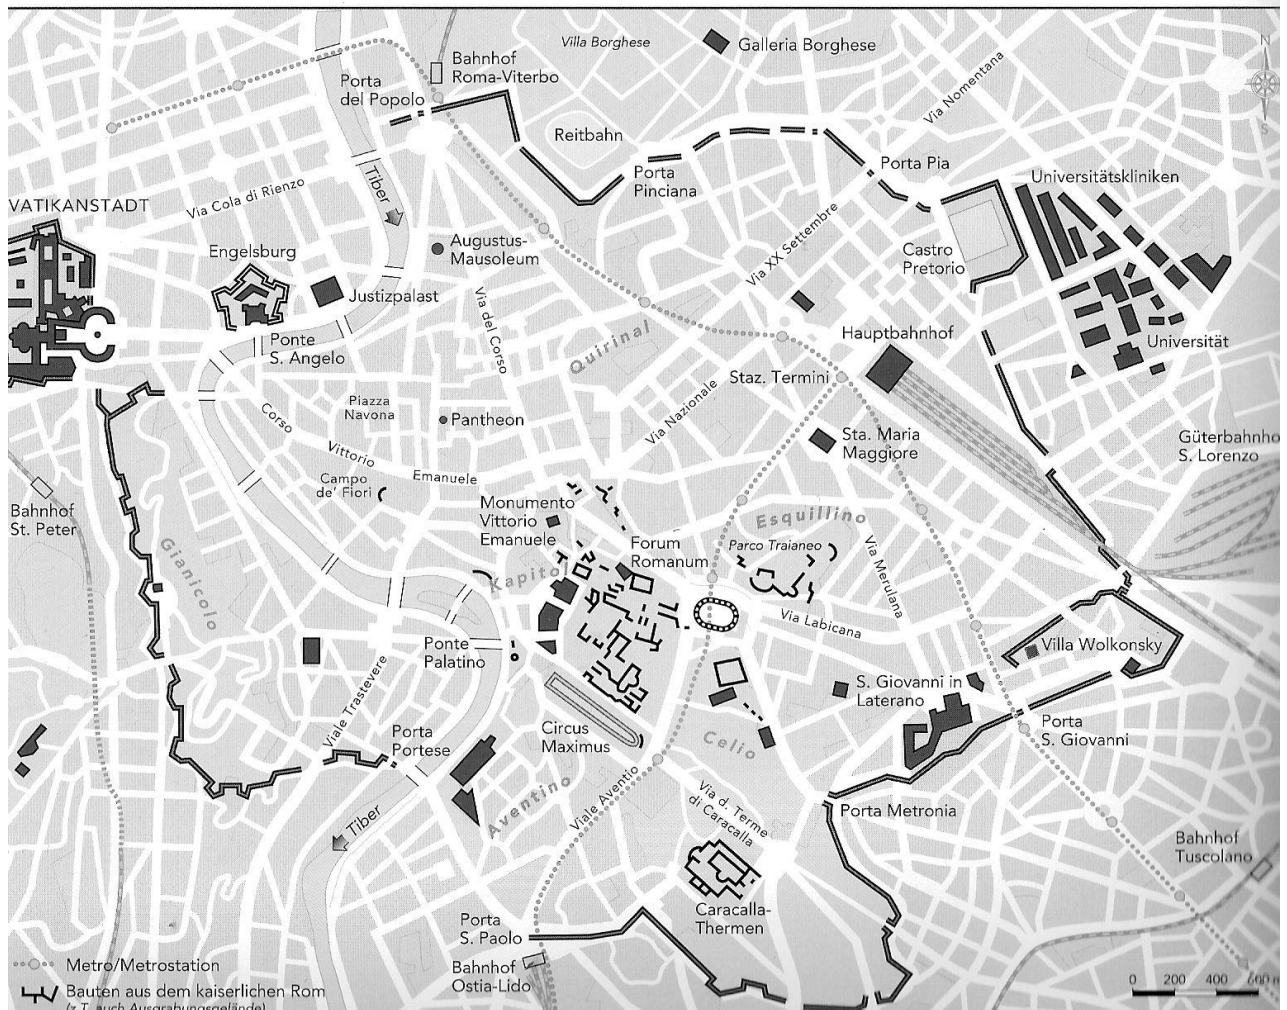 Villa Borghese
Galleria Borghese
N
S
Bahnhof
Roma-Viterbo
Porta
del Popolo
Via Nomentana
Reitbahn
Porta
Pinciana
Porta Pia
Universitätskliniken
Tiber
Via Cola di Rienzo
VATIKANSTADT
Engelsburg
Augustus-
Mausoleum
Via XX Settembre
Castro
Pretorio
Justizpalast
Via del Corso
Quirinal
Hauptbahnhof
Universität
Ponte
S. Angelo
Staz. Termini
Piazza
Navona
Pantheon
Via Nazionale
Corso
Vittorio
Emanuele
Sta. Maria
Maggiore
Güterbahnho
S. Lorenzo
Campo
de' Fiori
Bahnhof
St. Peter
Monumento
Vittorio
Emanuele
Esquillino
Forum
Romanum
Parco Traianeo
Via Merulana
Gianicolo
Kapitol
Via Labicana
Ponte
Palatino
Villa Wolkonsky
S. Giovanni in
Laterano
Viale Trastevere
Porta
Portese
Circus
Maximus
Celio
Porta
S. Giovanni
Aventino
Viale Aventio
Via d. Terme
di Caracalla
Porta Metronia
Tiber
Bahnhof
Tuscolano
Caracalla-
Thermen
Porta
S. Paolo
Bahnhof
Ostia-Lido
Metro/Metrostation
Bauten aus dem kaiserlichen Rom
(z.T. auch Ausgrabungsgelände)
0 200 400 600 m